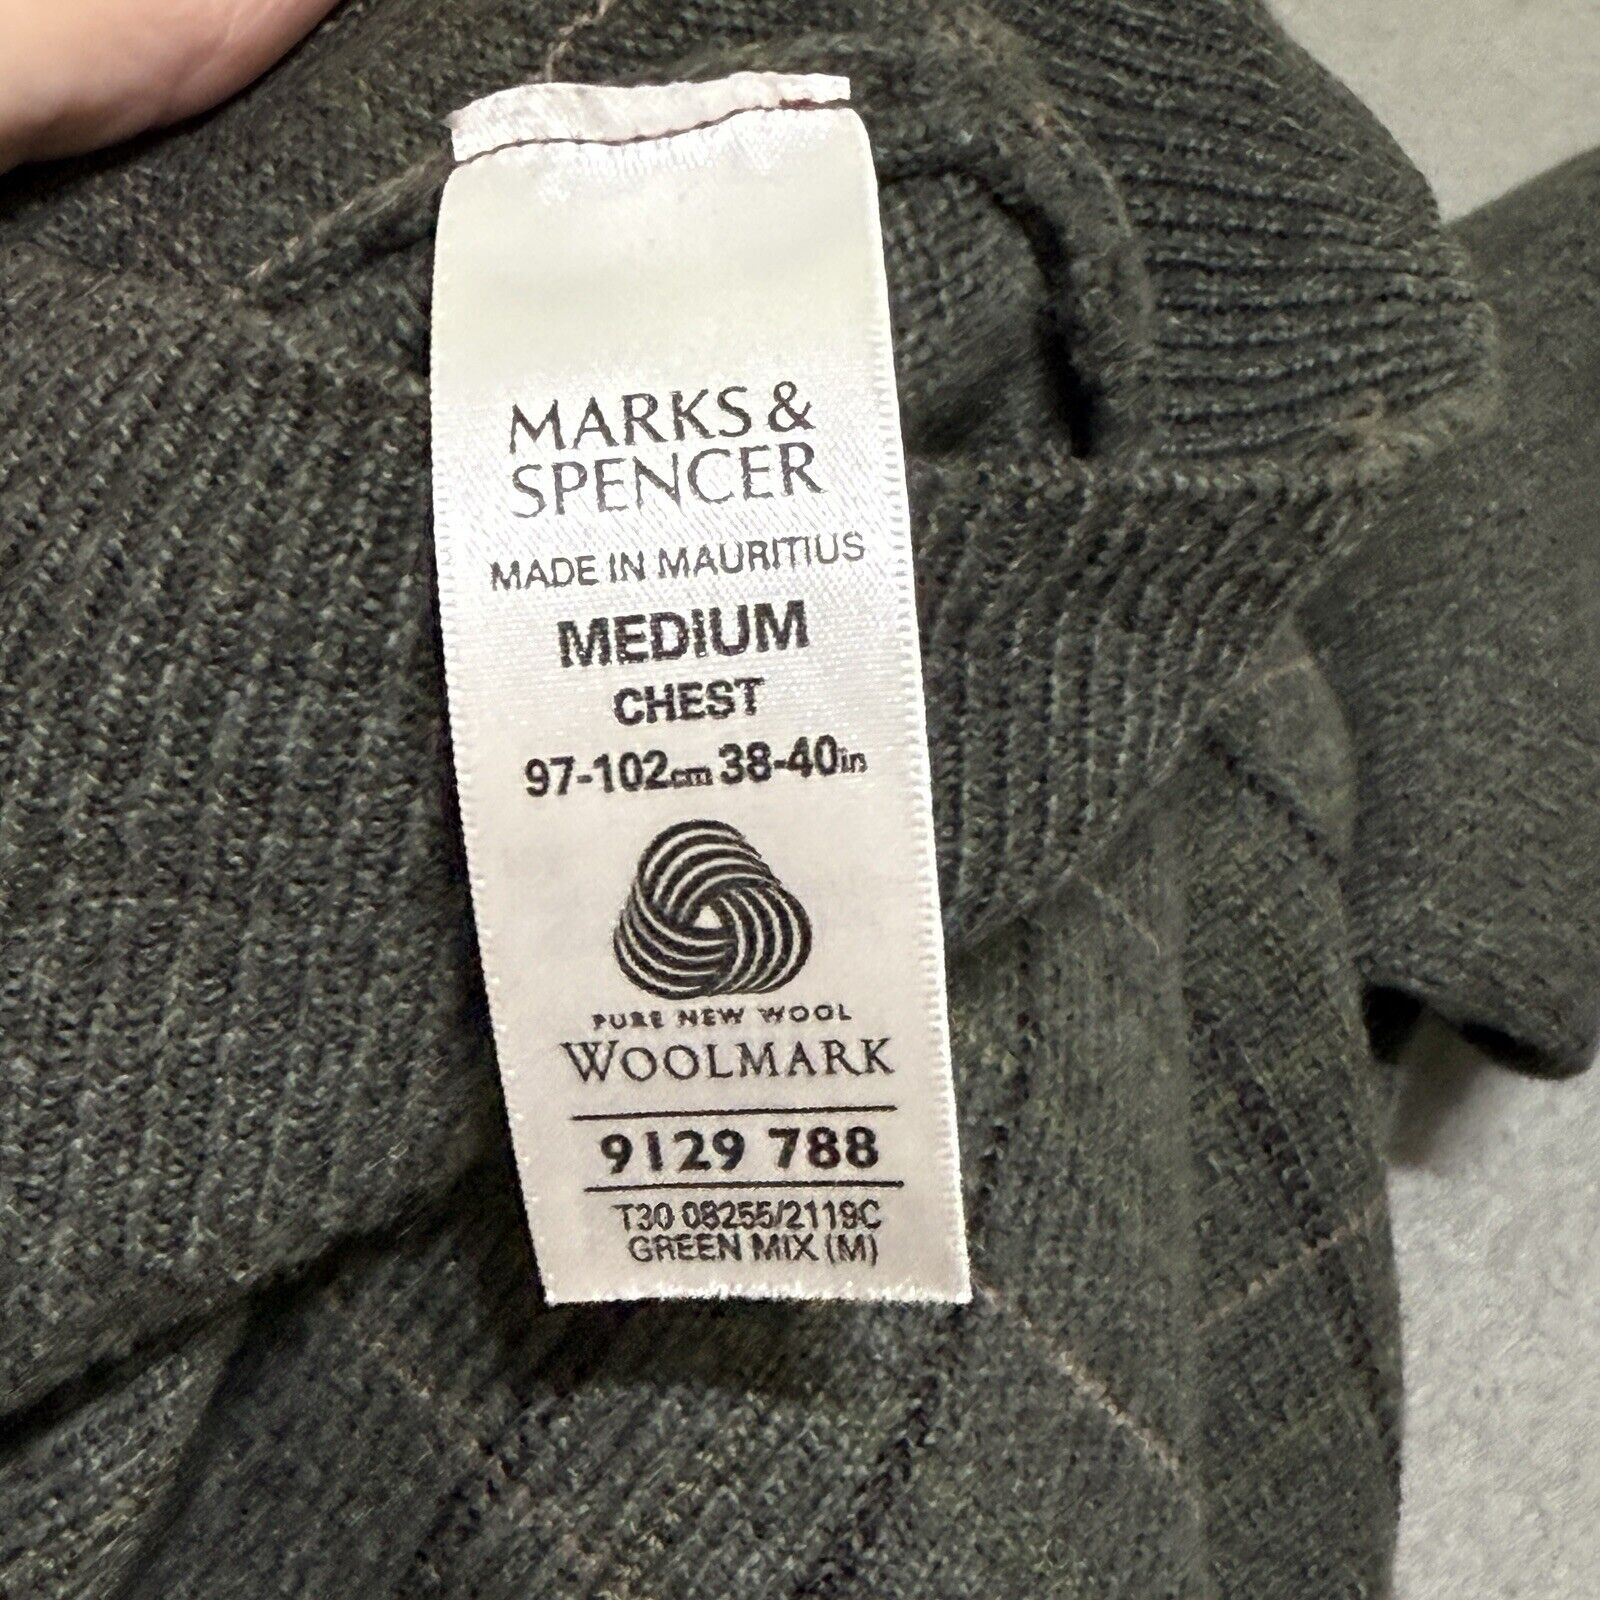 MARKS &
SPENCER
MADE IN MAURITIUS
MEDIUM
CHEST
97-102cm 38-40in
PURE NEW WOOL
WOOLMARK
9129 788
T30 08255/2119C
GREEN MIX (M)